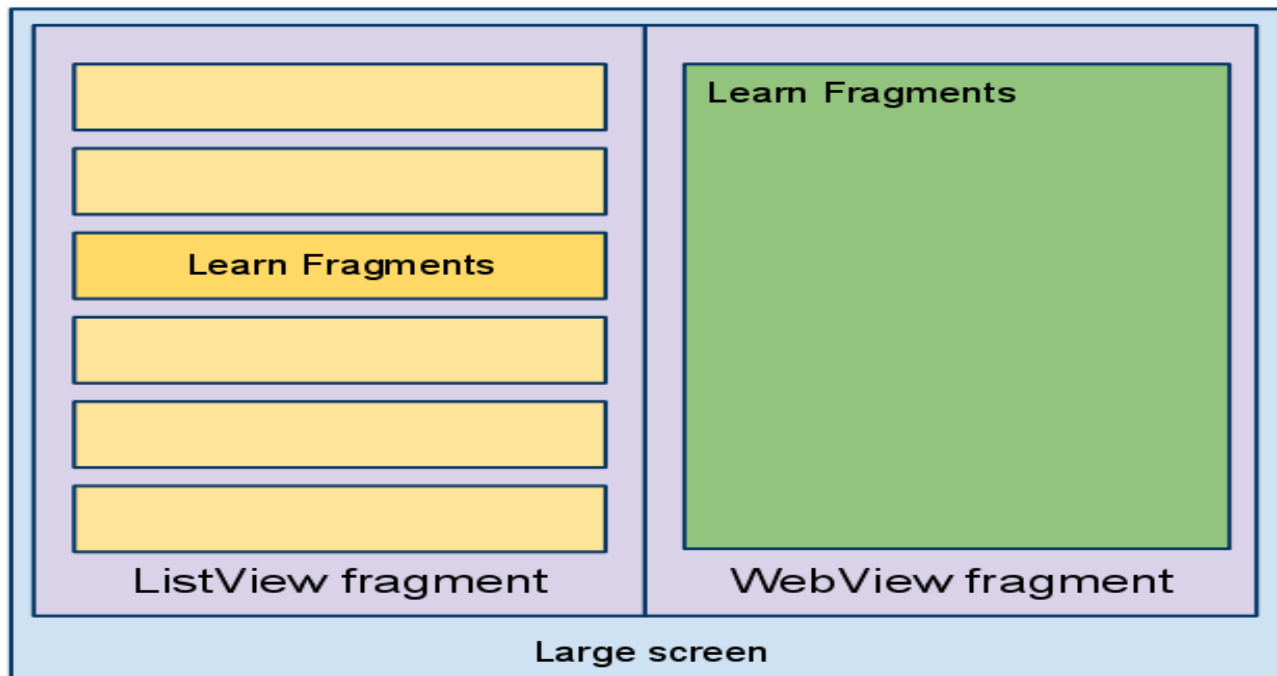 Learn Fragments
ListView fragment
Learn Fragments
WebView fragment
Large screen